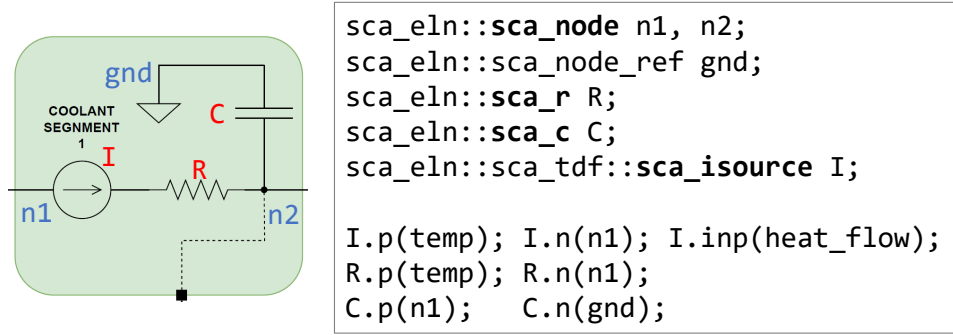 gnd
COOLANT
SEGNMENT
1
I
C
R
n1
n2
sca_eln::sca_node n1, n2;
sca_eln::sca_node_ref gnd;
sca_eln::sca_r R;
sca_eln::sca_c C;
sca_eln::sca_tdf::sca_isource I;
I.p(temp); I.n(n1); I.inp(heat_flow);
R.p(temp); R.n(n1);
C.p(n1); C.n(gnd);